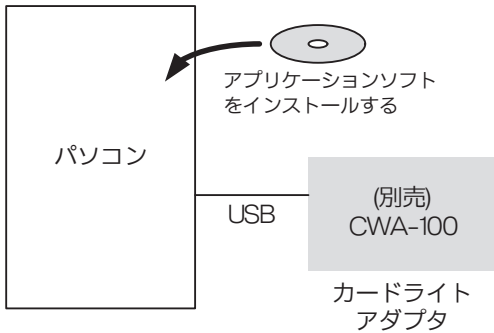 アプリケーションソフト
をインストールする
パソコン
USB
(別売)
CWA-100
カードライト
アダプタ